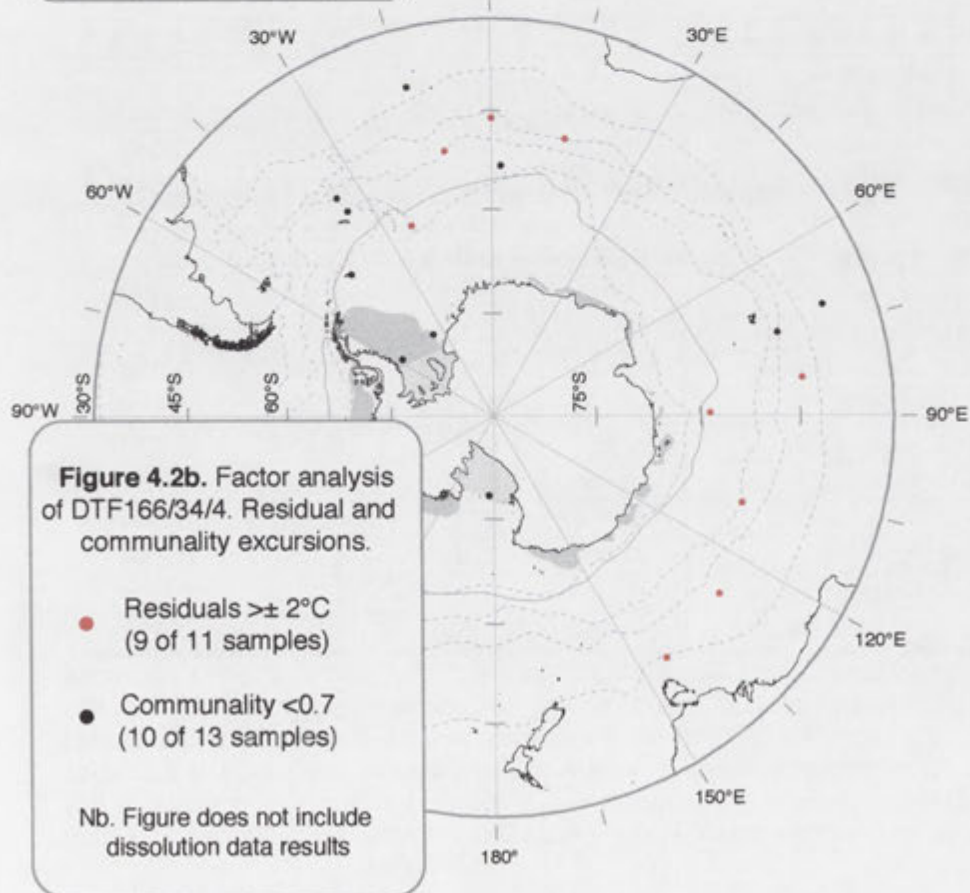 30°W
30°E
60°W
60°E
30°S
45°S
60°S
75°S
90°W
90°E
Figure 4.2b. Factor analysis
of DTF166/34/4. Residual and
communality excursions.
Residuals >± 2°C
(9 of 11 samples)
Communality <0.7
(10 of 13 samples)
Nb. Figure does not include
dissolution data results
120°E
150°E
180°